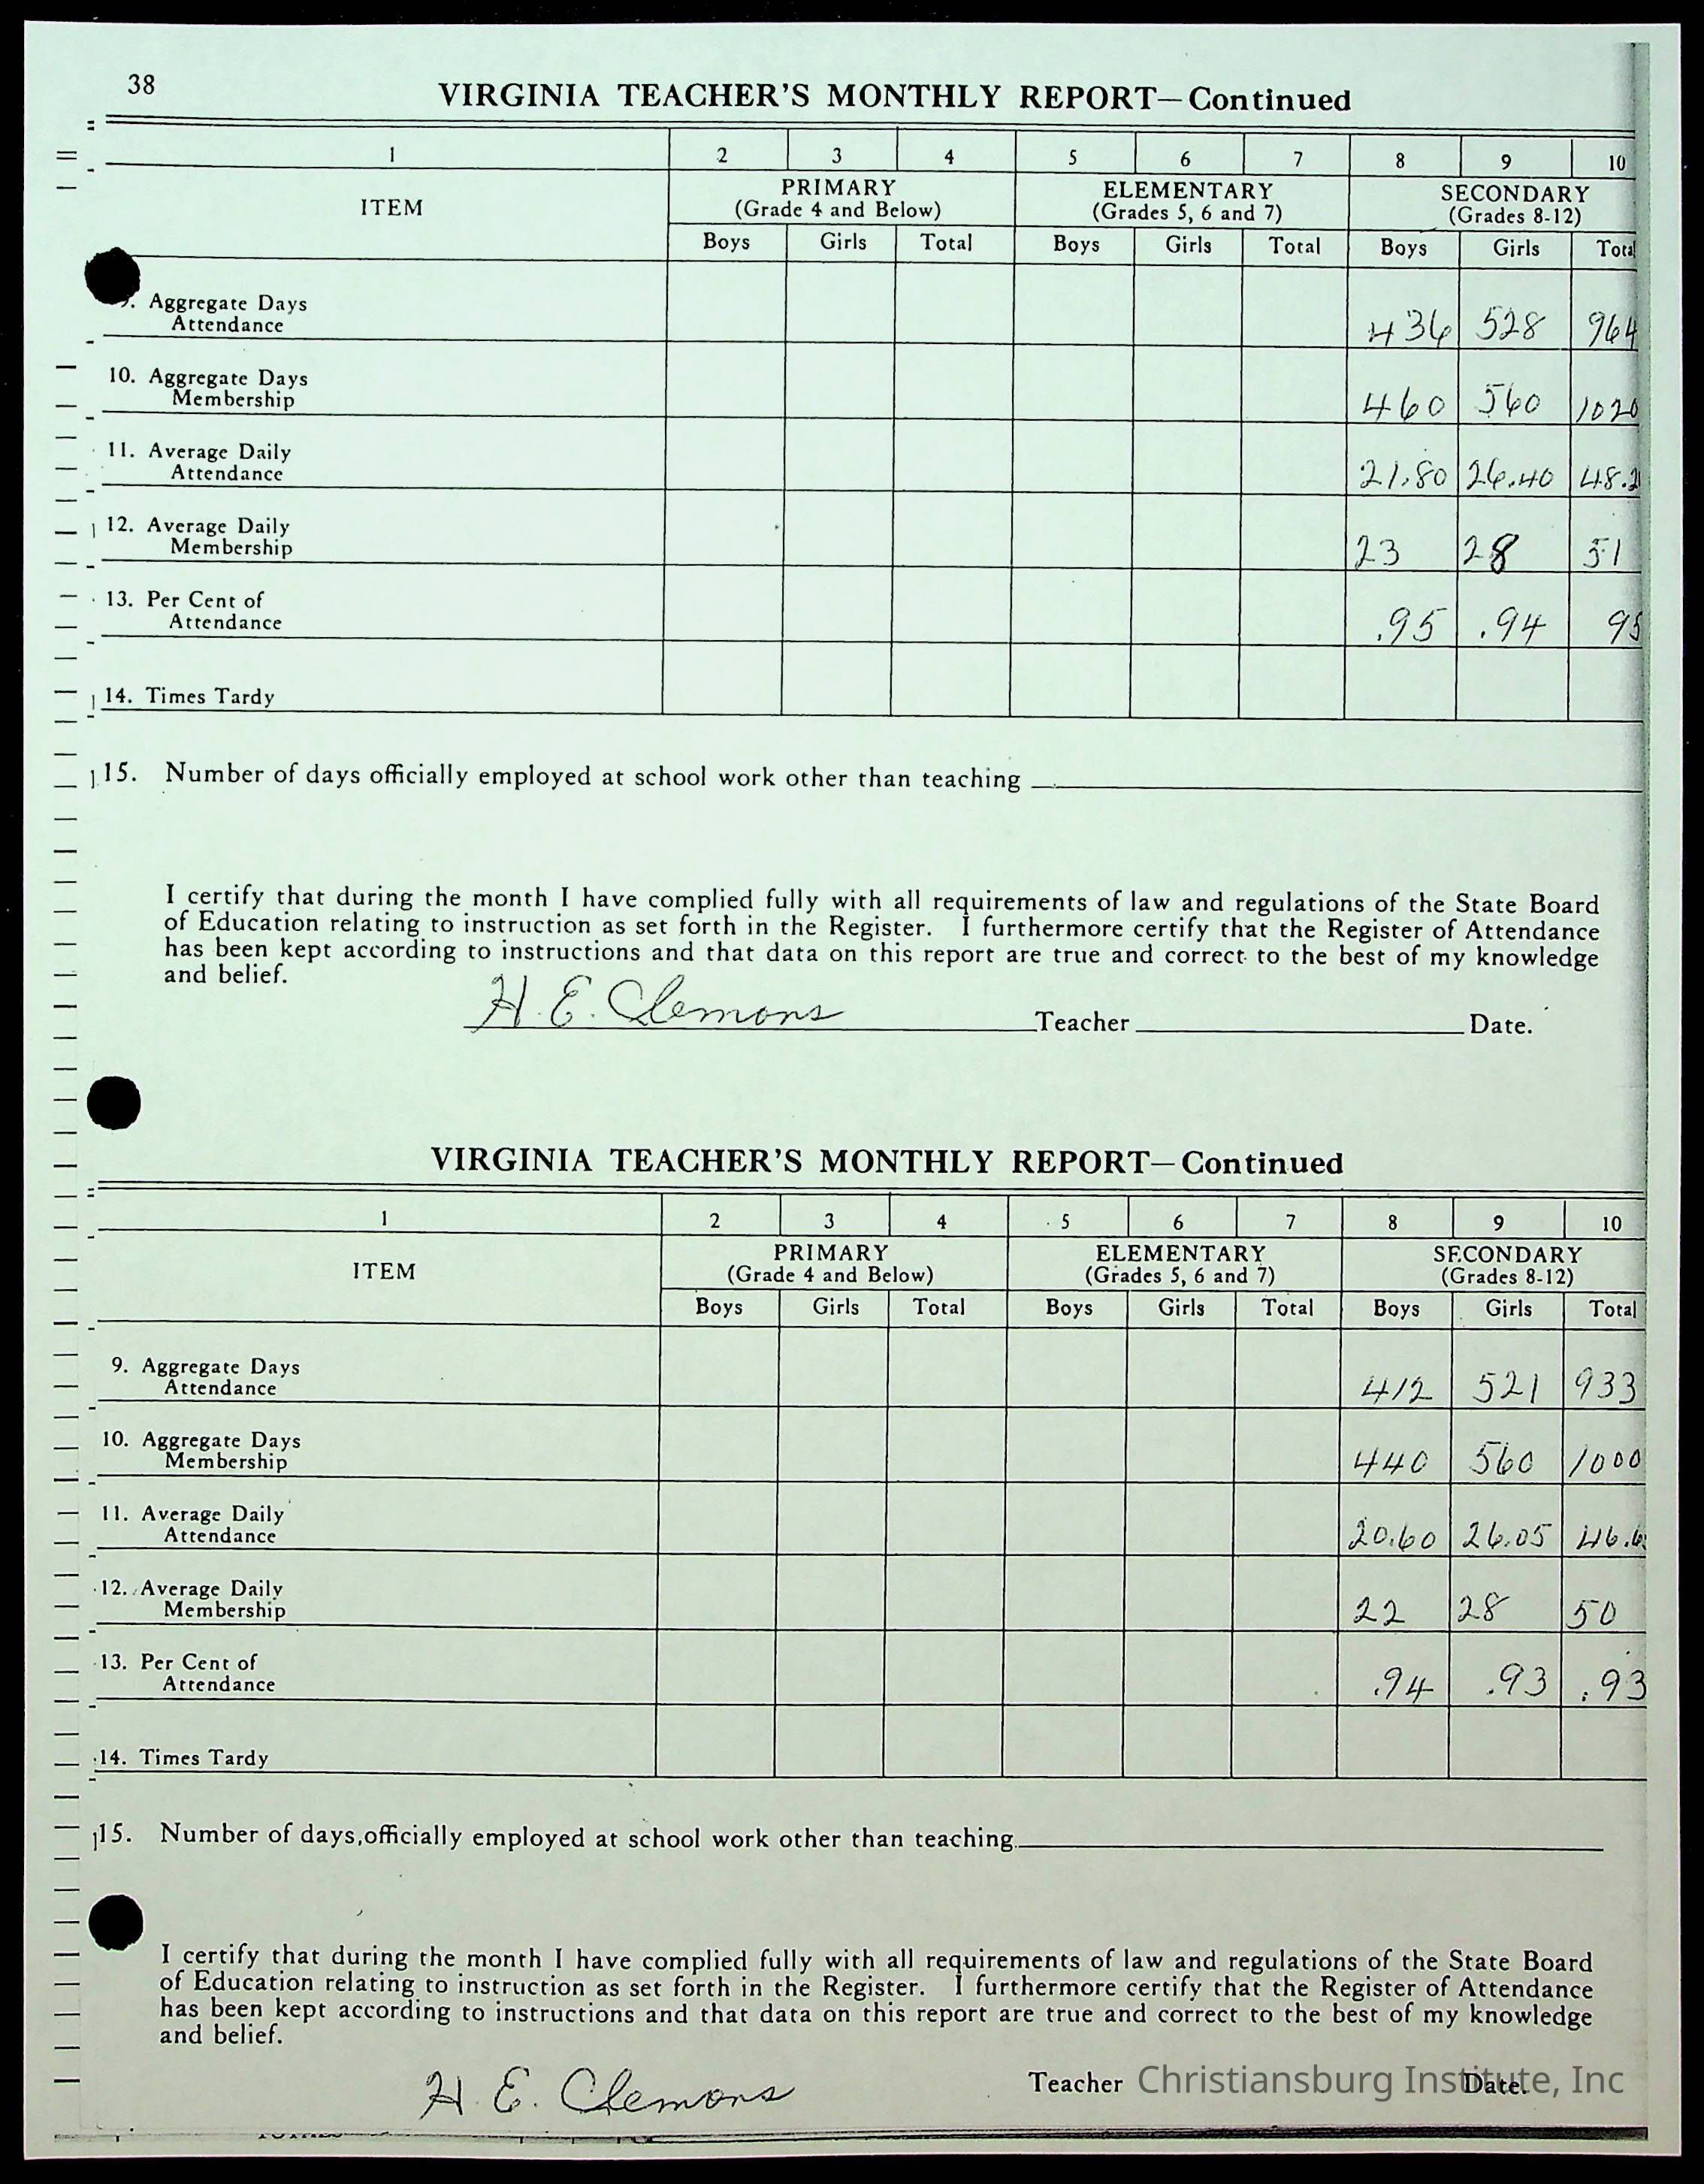 38
VIRGINIA TEACHER'S MONTHLY REPORT—Continued
1 2 3 4 5 6 7 8 9 10
ITEM PRIMARY ELEMENTARY SECONDARY
(Grade 4 and Below) (Grades 5, 6 and 7) (Grades 8-12)
Boys Girls Total Boys Girls Total Boys Girls Total
9. Aggregate Days
Attendance 436 528 964
10. Aggregate Days
Membership 460 560 1020
11. Average Daily
Attendance 21.80 26.40 48.2
12. Average Daily
Membership 23 28 51
13. Per Cent of
Attendance .95 .94 95
14. Times Tardy
15. Number of days officially employed at school work other than teaching
I certify that during the month I have complied fully with all requirements of law and regulations of the State Board
of Education relating to instruction as set forth in the Register. I furthermore certify that the Register of Attendance
has been kept according to instructions and that data on this report are true and correct to the best of my knowledge
and belief.
H. E. Clemons Teacher Date.
VIRGINIA TEACHER'S MONTHLY REPORT—Continued
1 2 3 4 5 6 7 8 9 10
ITEM PRIMARY ELEMENTARY SECONDARY
(Grade 4 and Below) (Grades 5, 6 and 7) (Grades 8-12)
Boys Girls Total Boys Girls Total Boys Girls Total
9. Aggregate Days
Attendance 412 521 933
10. Aggregate Days
Membership 440 560 1000
11. Average Daily
Attendance 20.60 26.05 46.6
12. Average Daily
Membership 22 28 50
13. Per Cent of
Attendance .94 .93 .93
14. Times Tardy
15. Number of days officially employed at school work other than teaching
I certify that during the month I have complied fully with all requirements of law and regulations of the State Board
of Education relating to instruction as set forth in the Register. I furthermore certify that the Register of Attendance
has been kept according to instructions and that data on this report are true and correct to the best of my knowledge
and belief.
H. E. Clemons Teacher Date.
Christiansburg Institute, Inc